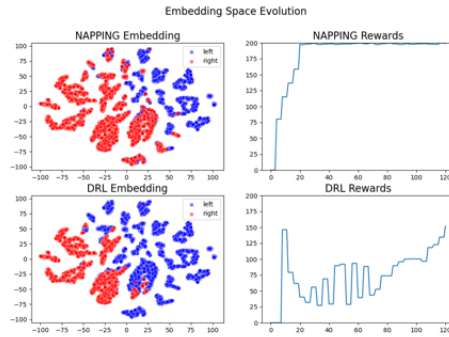 Embedding Space Evolution
NAPPING Embedding
NAPPING Rewards
100
75
50
25
0
-25
-50
-75
-100
left
right
-100 -75 -50 -25 0 25 50 75 100
200
175
150
125
100
75
50
25
0
0 20 40 60 80 100 120
DRL Embedding
DRL Rewards
100
75
50
25
0
-25
-50
-75
-100
left
right
-100 -75 -50 -25 0 25 50 75 100
200
175
150
125
100
75
50
25
0
0 20 40 60 80 100 120